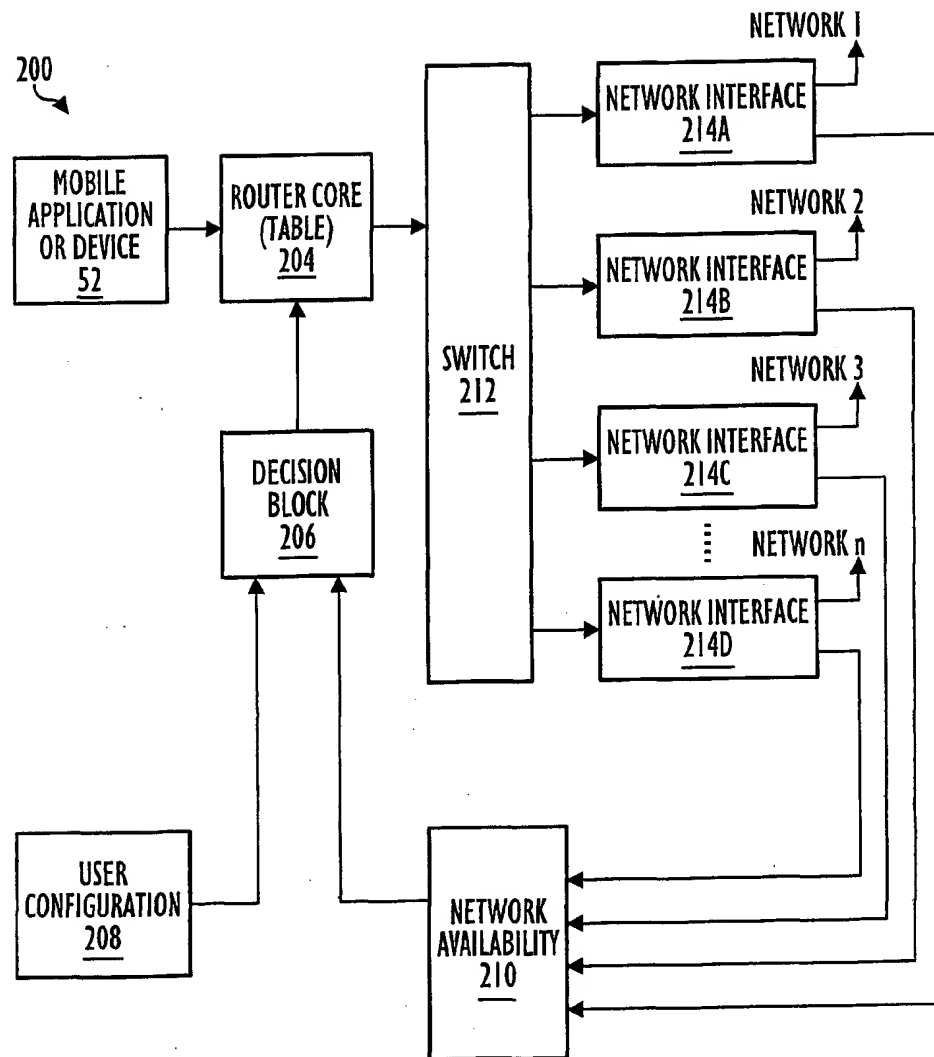 200
MOBILE
APPLICATION
OR DEVICE
52
ROUTER CORE
(TABLE)
204
DECISION
BLOCK
206
USER
CONFIGURATION
208
SWITCH
212
NETWORK 1
NETWORK INTERFACE
214A
NETWORK 2
NETWORK INTERFACE
214B
NETWORK 3
NETWORK INTERFACE
214C
NETWORK n
NETWORK INTERFACE
214D
NETWORK
AVAILABILITY
210